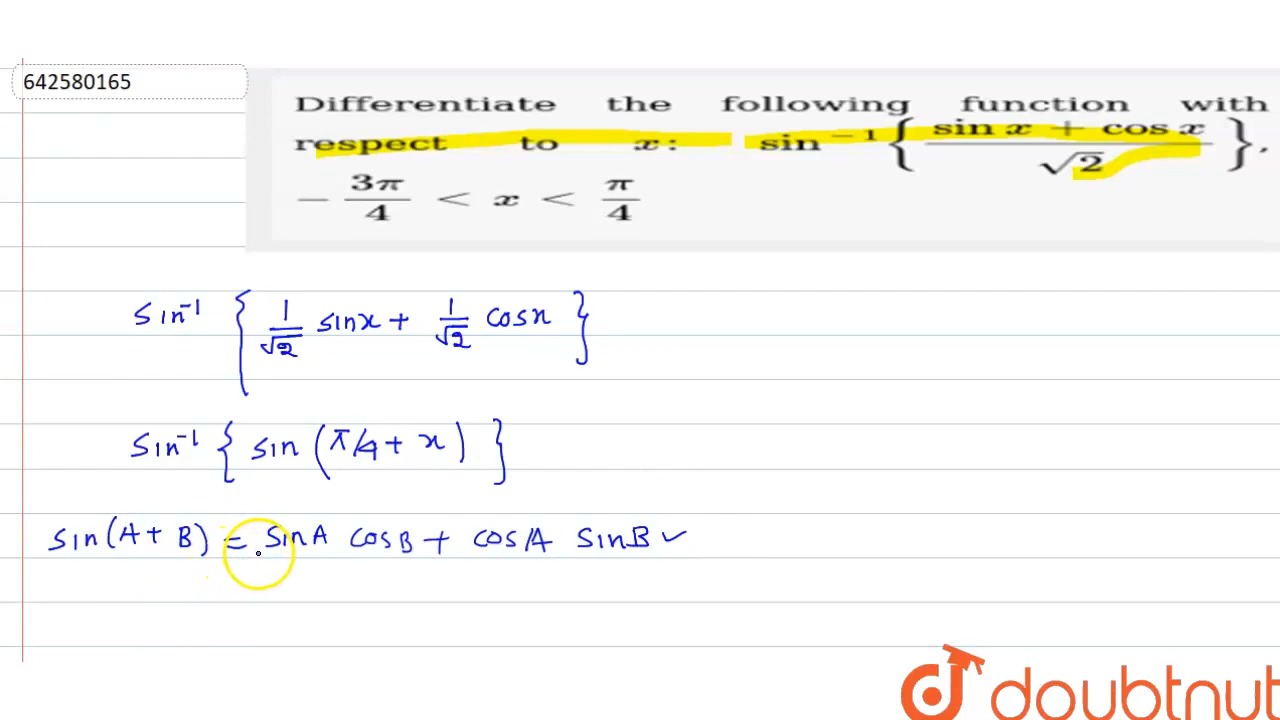 642580165
Differentiate the following function with
respect to x: sin⁻¹{(sin x + cos x)/√2},
−3π/4 < x < π/4
Sin⁻¹ { 1/√2 sinx + 1/√2 cosx }
Sin⁻¹ { sin (π/4 + x) }
sin(A+B) = sinA cosB + cosA sinB ✓
doubtnut